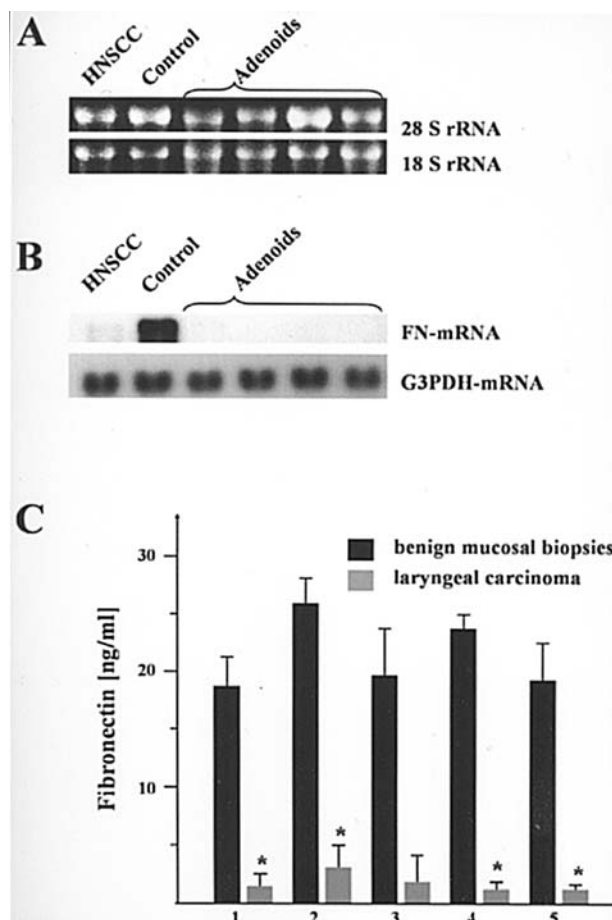 A
HNSCC
Control
Adenoids
28 S rRNA
18 S rRNA
B
HNSCC
Control
Adenoids
FN-mRNA
G3PDH-mRNA
C
Fibronectin [ng/ml]
30
20
10
benign mucosal biopsies
laryngeal carcinoma
* * * *
1 2 3 4 5